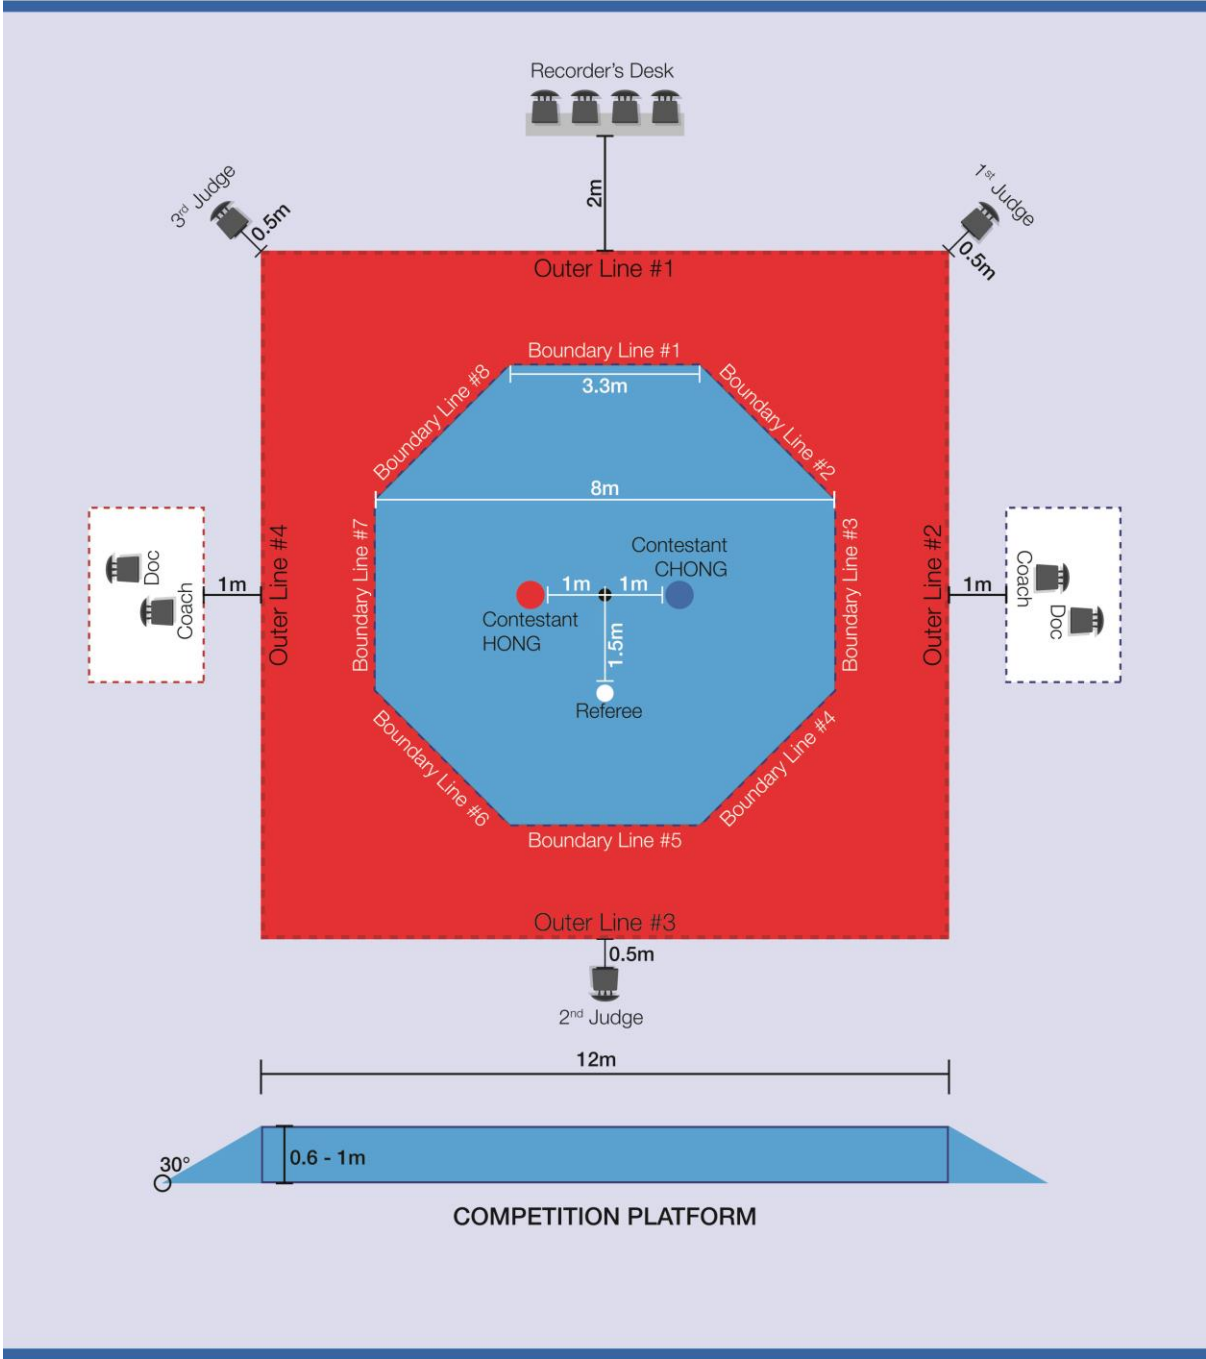 Recorder's Desk
2m
3rd Judge
0.5m
1st Judge
0.5m
Outer Line #1
Boundary Line #1
3.3m
Boundary Line #8
Boundary Line #2
8m
Boundary Line #7
Boundary Line #3
Outer Line #4
Outer Line #2
Doc
Coach
1m
Contestant
CHONG
1m
1m
Contestant
HONG
1.5m
Referee
1m
Coach
Doc
Boundary Line #6
Boundary Line #4
Boundary Line #5
Outer Line #3
0.5m
2nd Judge
12m
30°
0.6 - 1m
COMPETITION PLATFORM